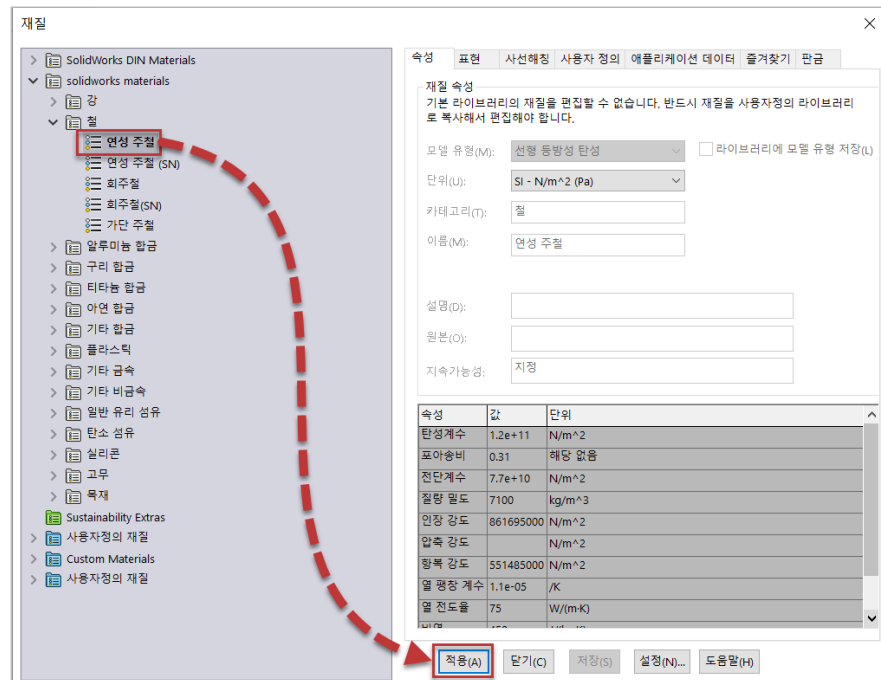 재질
SolidWorks DIN Materials
solidworks materials
강
철
연성 주철
연성 주철 (SN)
회주철
회주철(SN)
가단 주철
알루미늄 합금
구리 합금
티타늄 합금
아연 합금
기타 합금
플라스틱
기타 금속
기타 비금속
일반 유리 섬유
탄소 섬유
실리콘
고무
목재
Sustainability Extras
사용자정의 재질
Custom Materials
사용자정의 재질
속성 표현 사선해칭 사용자 정의 애플리케이션 데이터 즐겨찾기 판금
재질 속성
기본 라이브러리의 재질을 편집할 수 없습니다. 반드시 재질을 사용자정의 라이브러리
로 복사해서 편집해야 합니다.
모델 유형(M): 선형 등방성 탄성 라이브러리에 모델 유형 저장(L)
단위(U): SI - N/m^2 (Pa)
카테고리(T): 철
이름(M): 연성 주철
설명(D):
원본(O):
지속가능성: 지정
속성 값 단위
탄성계수 1.2e+11 N/m^2
포아송비 0.31 해당 없음
전단계수 7.7e+10 N/m^2
질량 밀도 7100 kg/m^3
인장 강도 861695000 N/m^2
압축 강도 N/m^2
항복 강도 551485000 N/m^2
열 팽창 계수 1.1e-05 /K
열 전도율 75 W/(m·K)
적용(A) 닫기(C) 저장(S) 설정(N)... 도움말(H)